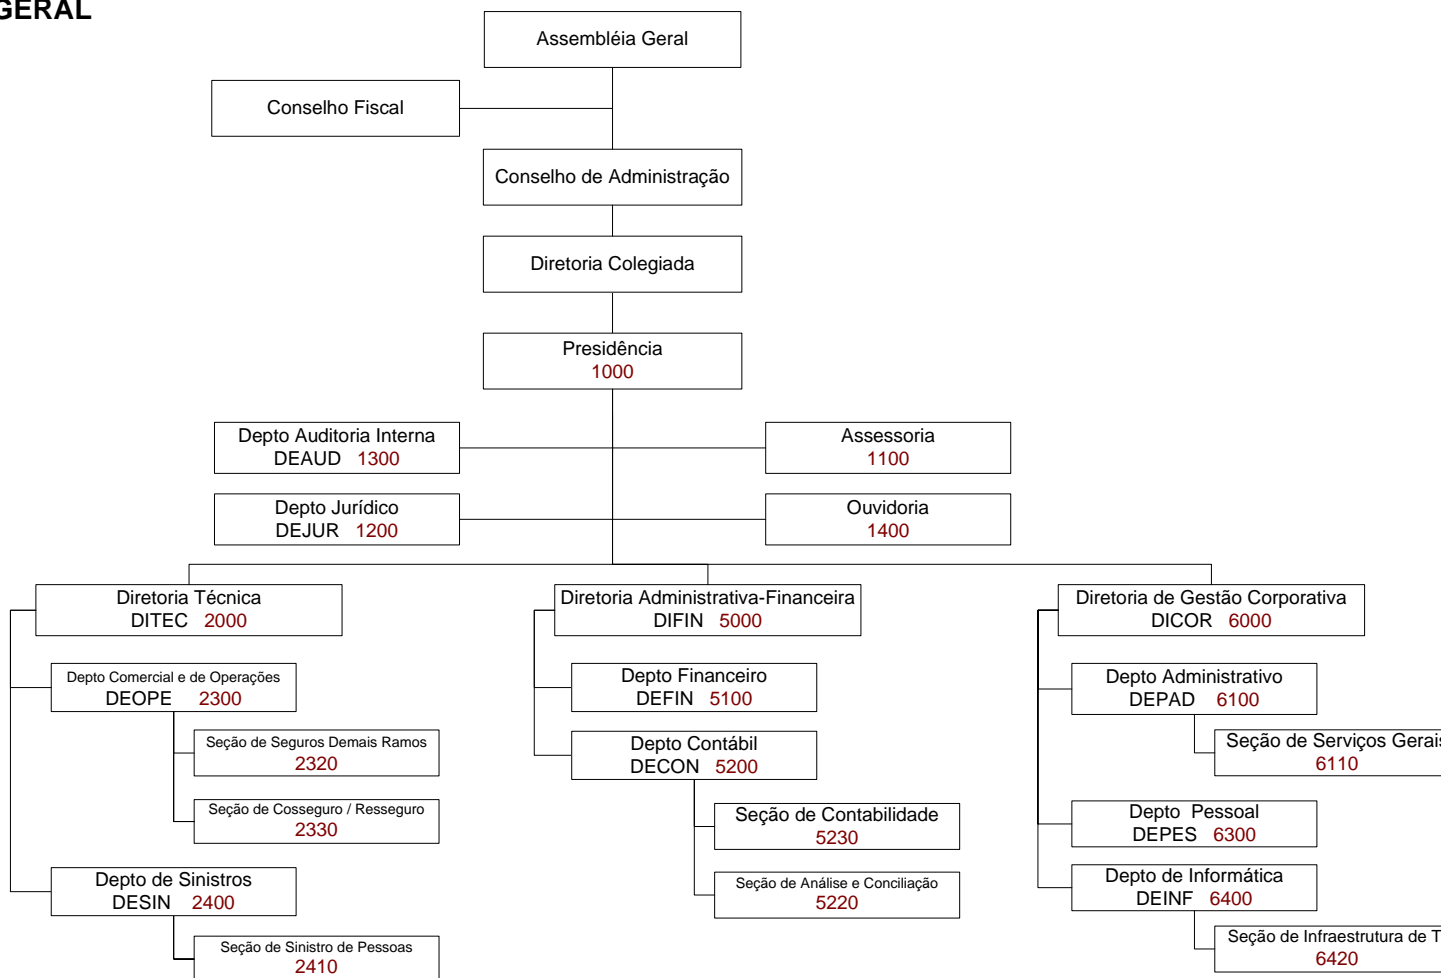 GERAL
Assembléia Geral
Conselho Fiscal
Conselho de Administração
Diretoria Colegiada
Presidência
1000
Depto Auditoria Interna
DEAUD 1300
Assessoria
1100
Depto Jurídico
DEJUR 1200
Ouvidoria
1400
Diretoria Técnica
DITEC 2000
Depto Comercial e de Operações
DEOPE 2300
Seção de Seguros Demais Ramos
2320
Seção de Cosseguro / Resseguro
2330
Depto de Sinistros
DESIN 2400
Seção de Sinistro de Pessoas
2410
Diretoria Administrativa-Financeira
DIFIN 5000
Depto Financeiro
DEFIN 5100
Depto Contábil
DECON 5200
Seção de Contabilidade
5230
Seção de Análise e Conciliação
5220
Diretoria de Gestão Corporativa
DICOR 6000
Depto Administrativo
DEPAD 6100
Seção de Serviços Gerais
6110
Depto Pessoal
DEPES 6300
Depto de Informática
DEINF 6400
Seção de Infraestrutura de T
6420